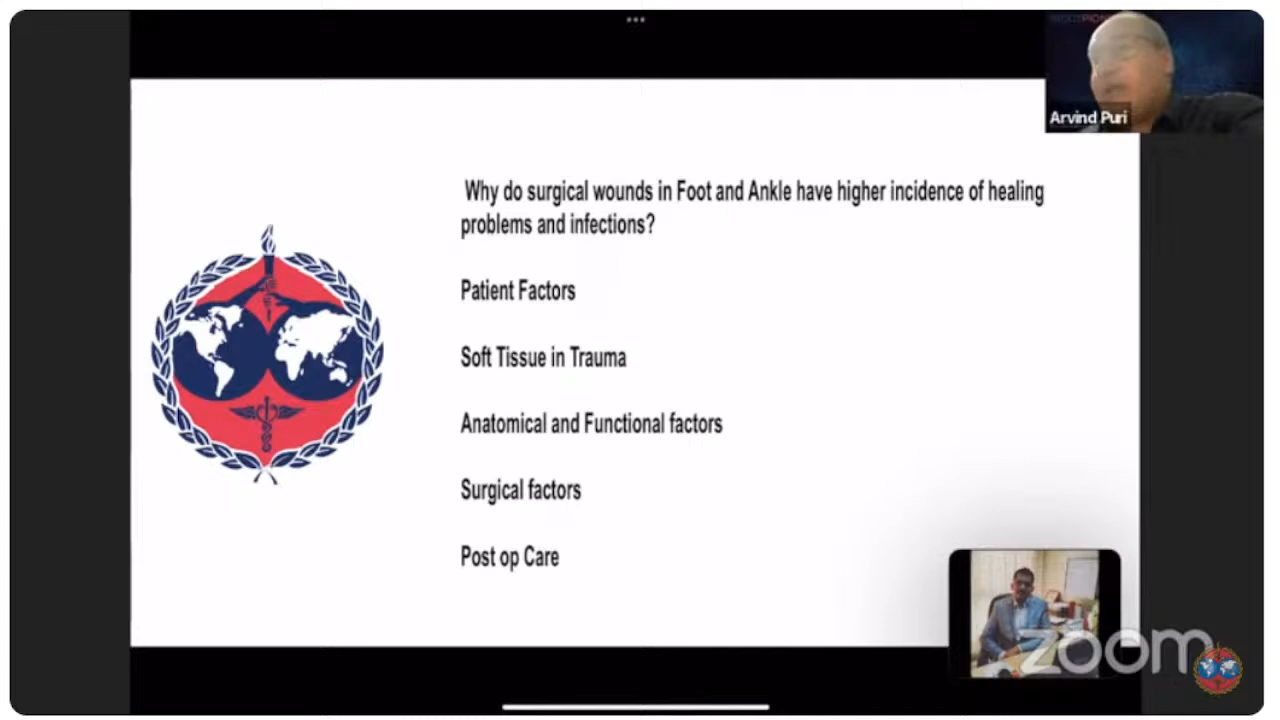 Arvind Puri
Why do surgical wounds in Foot and Ankle have higher incidence of healing
problems and infections?
Patient Factors
Soft Tissue in Trauma
Anatomical and Functional factors
Surgical factors
Post op Care
zoom